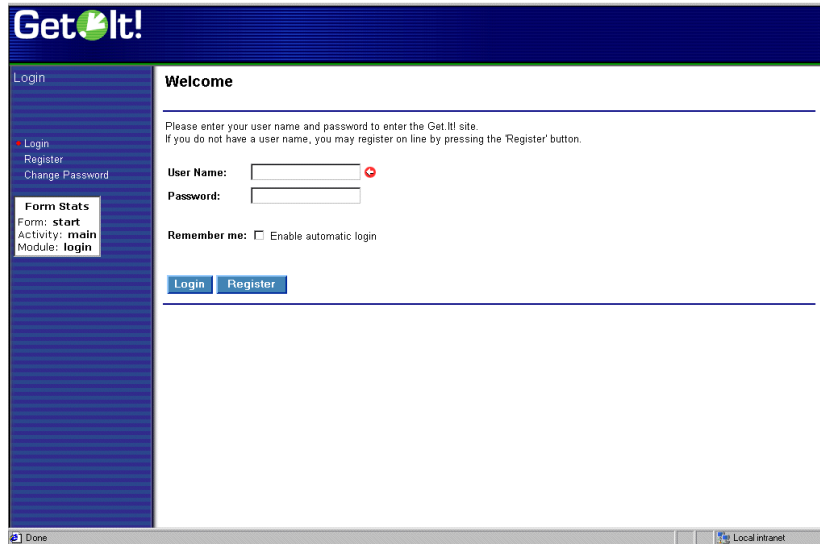 Get It!
Login
Login
Register
Change Password
Form Stats
Form: start
Activity: main
Module: login
Welcome
Please enter your user name and password to enter the Get.It! site.
If you do not have a user name, you may register on line by pressing the 'Register' button.
User Name:
Password:
Remember me: Enable automatic login
Login Register
Done Local intranet